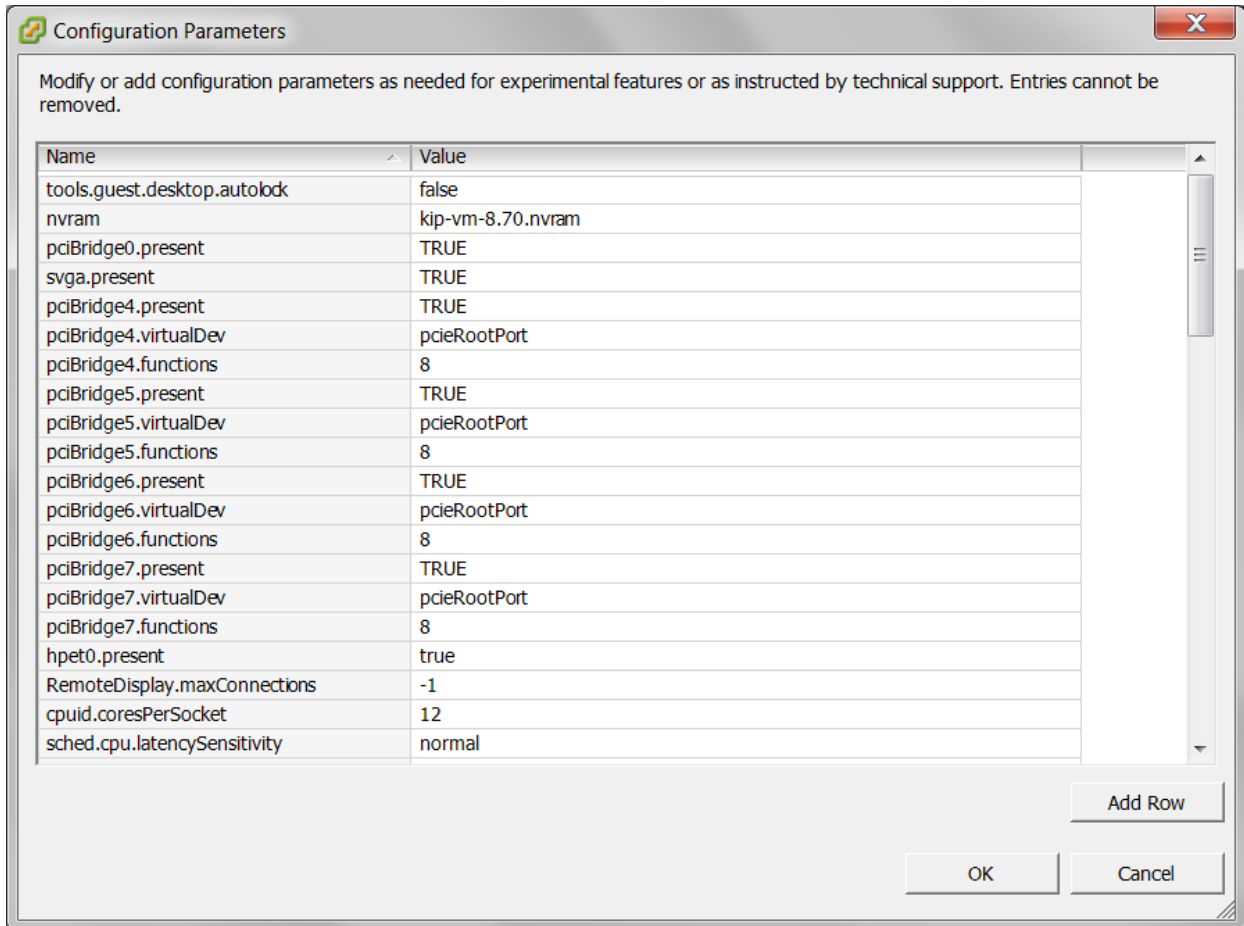 Configuration Parameters
X
Modify or add configuration parameters as needed for experimental features or as instructed by technical support. Entries cannot be
removed.
Name Value
tools.guest.desktop.autolock false
nvram kip-vm-8.70.nvram
pciBridge0.present TRUE
svga.present TRUE
pciBridge4.present TRUE
pciBridge4.virtualDev pcieRootPort
pciBridge4.functions 8
pciBridge5.present TRUE
pciBridge5.virtualDev pcieRootPort
pciBridge5.functions 8
pciBridge6.present TRUE
pciBridge6.virtualDev pcieRootPort
pciBridge6.functions 8
pciBridge7.present TRUE
pciBridge7.virtualDev pcieRootPort
pciBridge7.functions 8
hpet0.present true
RemoteDisplay.maxConnections -1
cpuid.coresPerSocket 12
sched.cpu.latencySensitivity normal
Add Row
OK Cancel